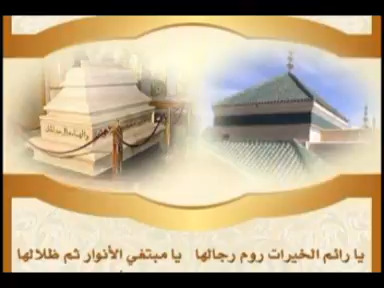 يا رائم الخيرات روم رجالها يا مبتغي الأنوار ثم ظلالها